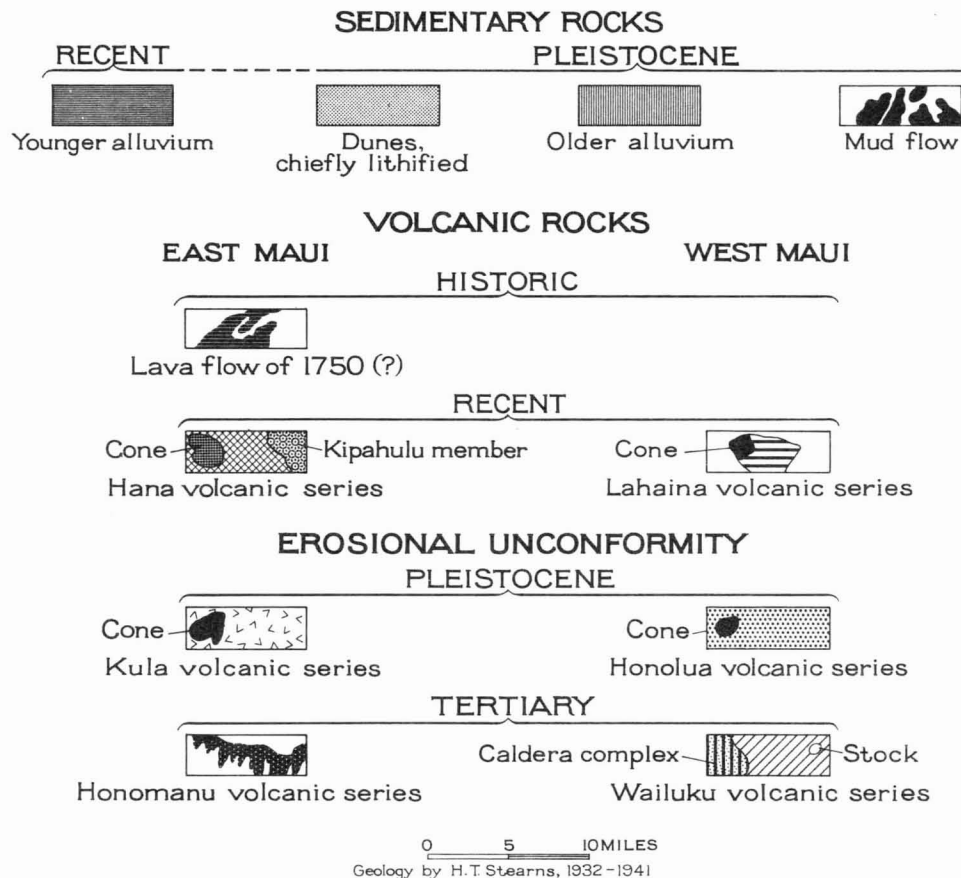 SEDIMENTARY ROCKS
RECENT PLEISTOCENE
Younger alluvium Dunes, chiefly lithified Older alluvium Mud flow
VOLCANIC ROCKS
EAST MAUI WEST MAUI
HISTORIC
Lava flow of 1750 (?)
RECENT
Cone Kipahulu member Cone
Hana volcanic series Lahaina volcanic series
EROSIONAL UNCONFORMITY
PLEISTOCENE
Cone Cone
Kula volcanic series Honolua volcanic series
TERTIARY
Caldera complex Stock
Honomanu volcanic series Wailuku volcanic series
0 5 10 MILES
Geology by H.T. Stearns, 1932-1941